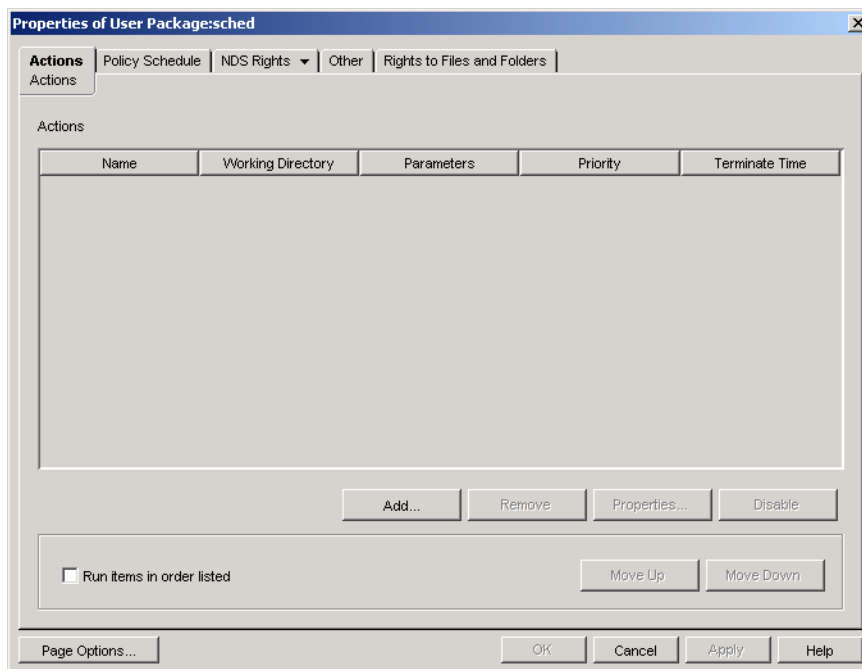 Properties of User Package:sched
Actions Policy Schedule NDS Rights Other Rights to Files and Folders
Actions
Actions
Name Working Directory Parameters Priority Terminate Time
Add... Remove Properties... Disable
Run items in order listed Move Up Move Down
Page Options... OK Cancel Apply Help